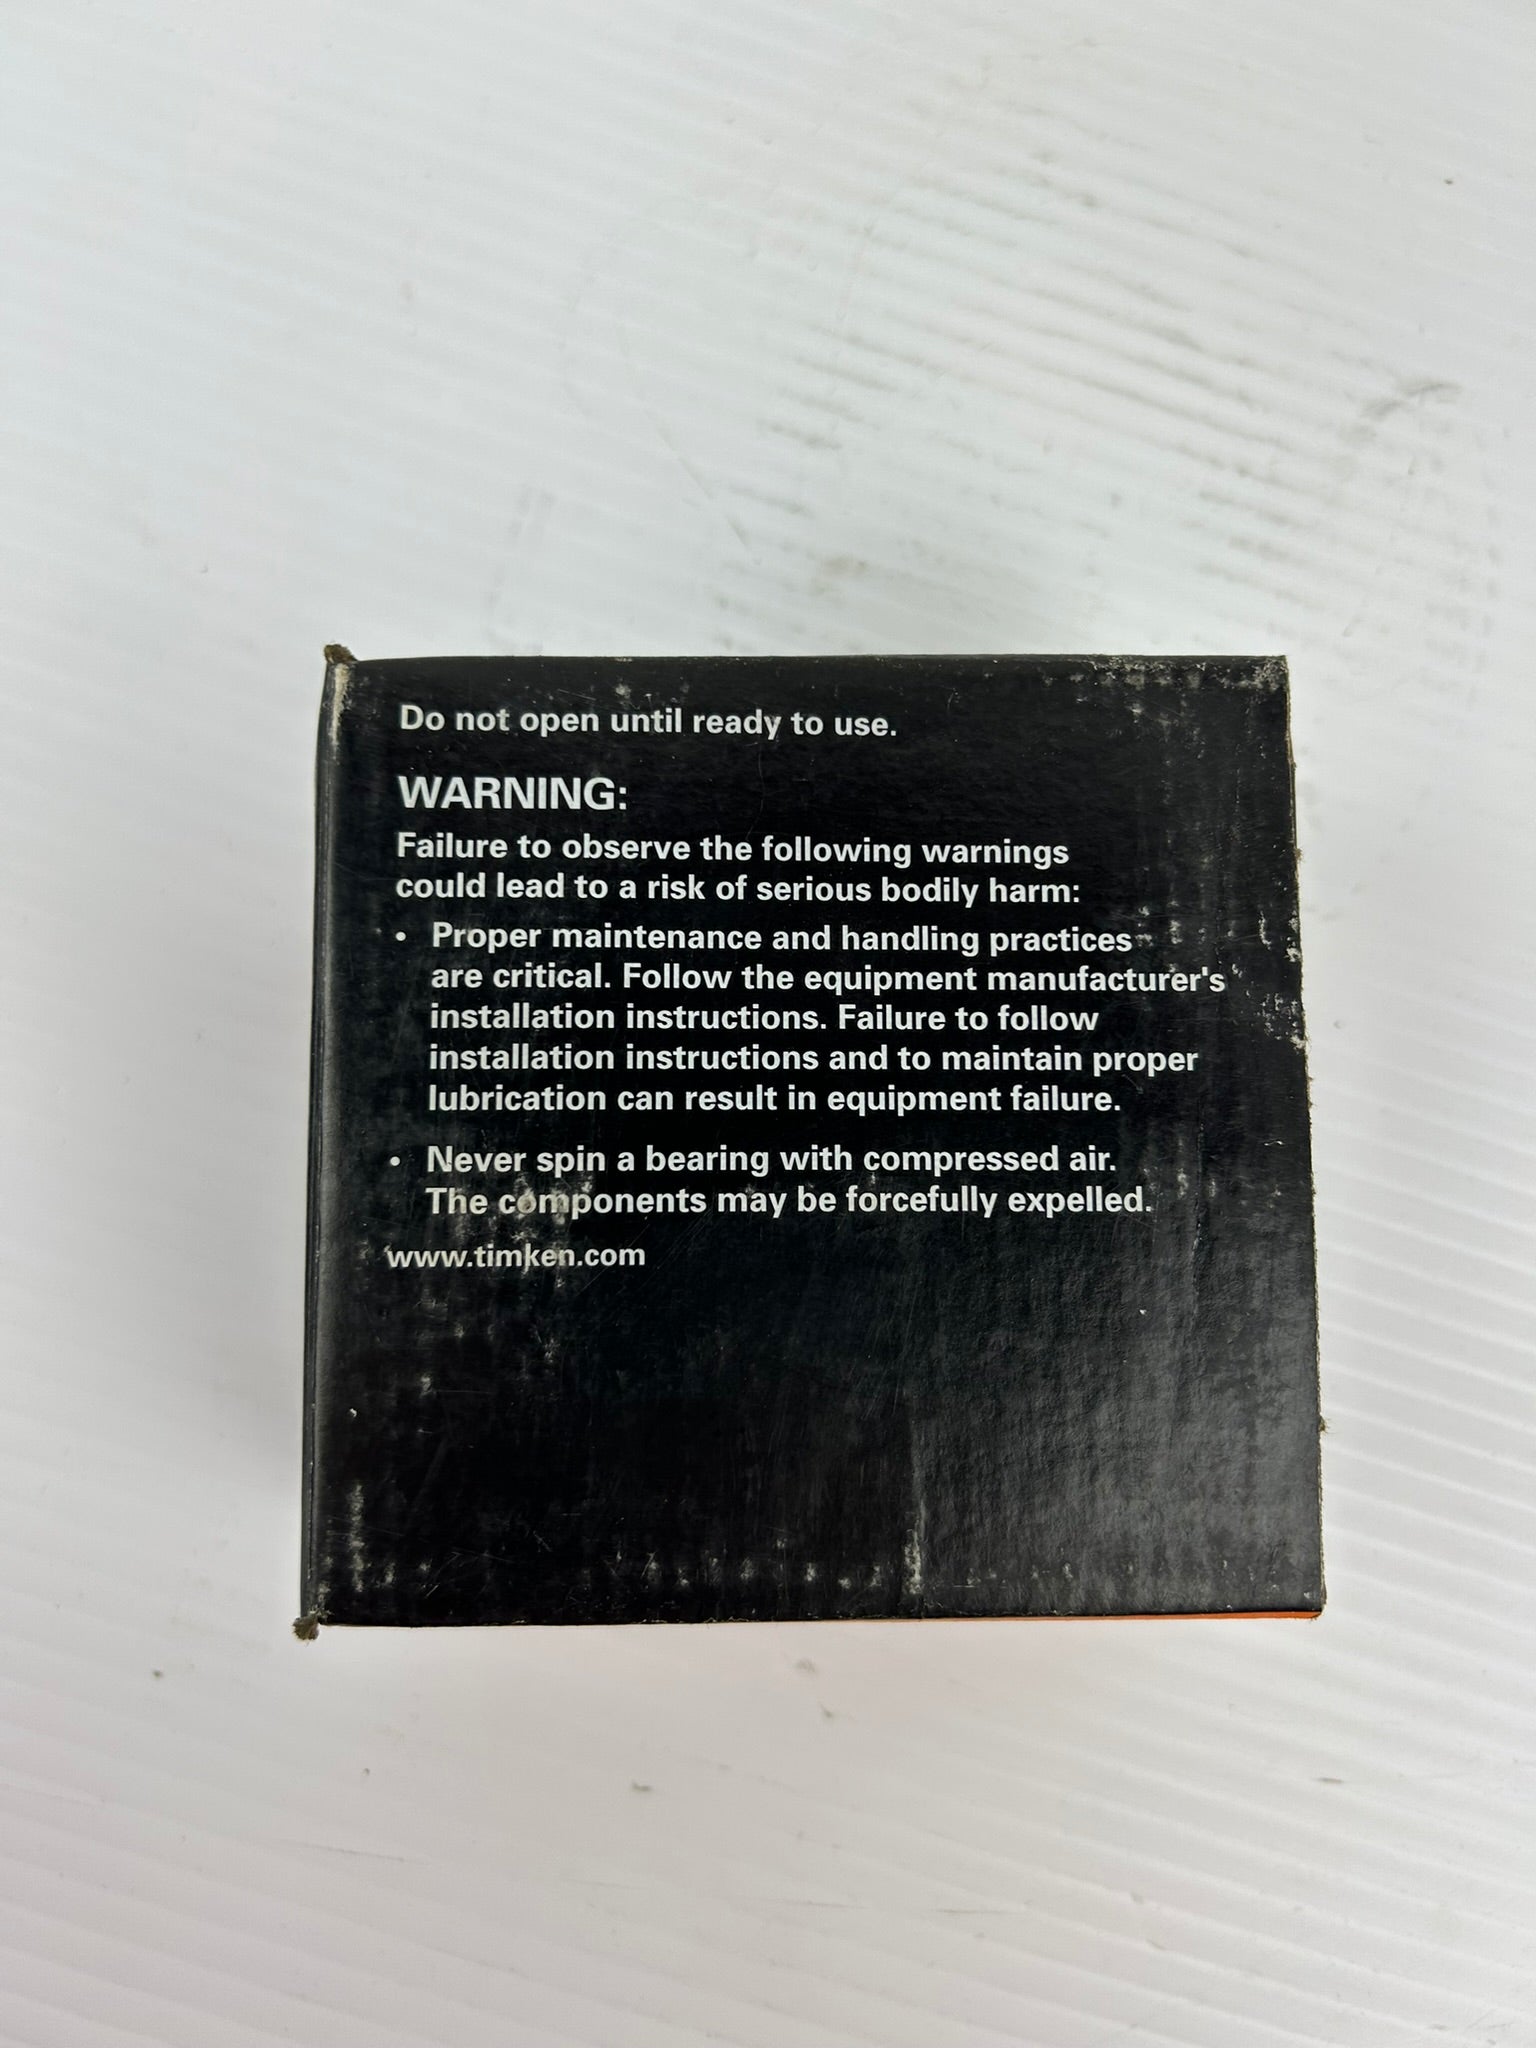 Do not open until ready to use.
WARNING:
Failure to observe the following warnings
could lead to a risk of serious bodily harm:
• Proper maintenance and handling practices
are critical. Follow the equipment manufacturer's
installation instructions. Failure to follow
installation instructions and to maintain proper
lubrication can result in equipment failure.
• Never spin a bearing with compressed air.
The components may be forcefully expelled.
www.timken.com